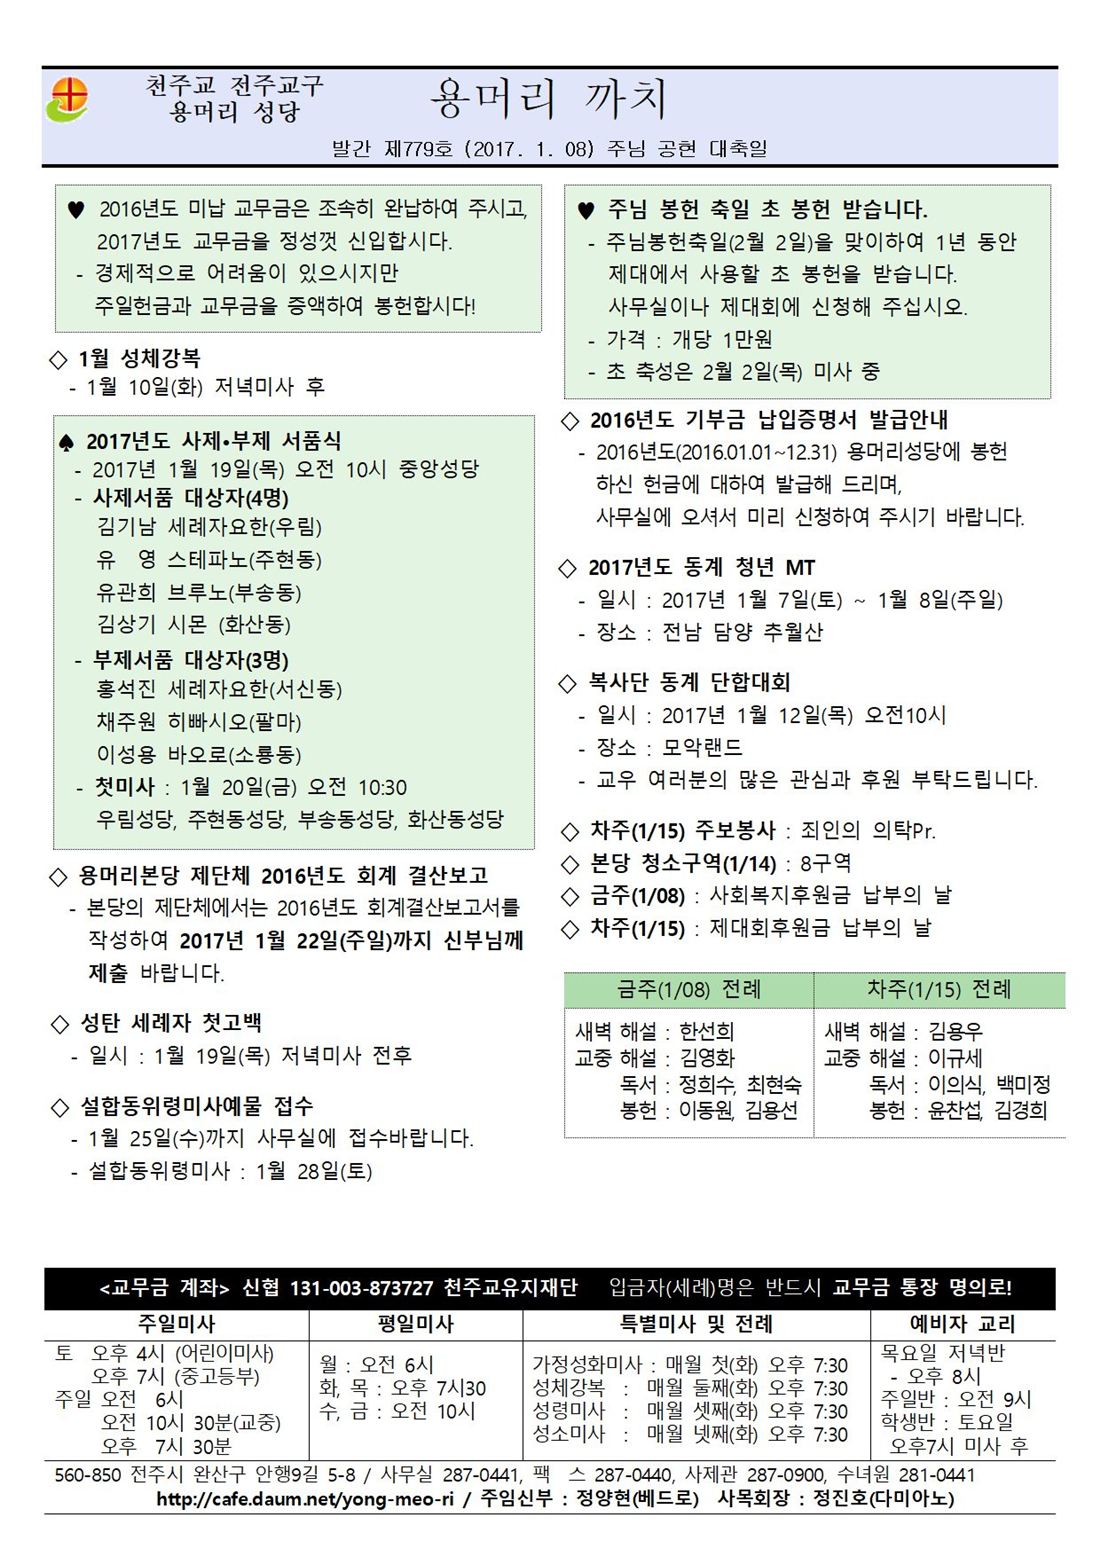 천주교 전주교구
용머리 성당
용머리 까치
발간 제779호 (2017. 1. 08) 주님 공현 대축일
♥ 2016년도 미납 교무금은 조속히 완납하여 주시고,
2017년도 교무금을 정성껏 신입합시다.
- 경제적으로 어려움이 있으시지만
주일헌금과 교무금을 증액하여 봉헌합시다!
◇ 1월 성체강복
- 1월 10일(화) 저녁미사 후
♠ 2017년도 사제•부제 서품식
- 2017년 1월 19일(목) 오전 10시 중앙성당
- 사제서품 대상자(4명)
김기남 세례자요한(우림)
유 영 스테파노(주현동)
유관희 브루노(부송동)
김상기 시몬 (화산동)
- 부제서품 대상자(3명)
홍석진 세례자요한(서신동)
채주원 히빠시오(팔마)
이성용 바오로(소룡동)
- 첫미사 : 1월 20일(금) 오전 10:30
우림성당, 주현동성당, 부송동성당, 화산동성당
◇ 용머리본당 제단체 2016년도 회계 결산보고
- 본당의 제단체에서는 2016년도 회계결산보고서를
작성하여 2017년 1월 22일(주일)까지 신부님께
제출 바랍니다.
◇ 성탄 세례자 첫고백
- 일시 : 1월 19일(목) 저녁미사 전후
◇ 설합동위령미사예물 접수
- 1월 25일(수)까지 사무실에 접수바랍니다.
- 설합동위령미사 : 1월 28일(토)
♥ 주님 봉헌 축일 초 봉헌 받습니다.
- 주님봉헌축일(2월 2일)을 맞이하여 1년 동안
제대에서 사용할 초 봉헌을 받습니다.
사무실이나 제대회에 신청해 주십시오.
- 가격 : 개당 1만원
- 초 축성은 2월 2일(목) 미사 중
◇ 2016년도 기부금 납입증명서 발급안내
- 2016년도(2016.01.01~12.31) 용머리성당에 봉헌
하신 헌금에 대하여 발급해 드리며,
사무실에 오셔서 미리 신청하여 주시기 바랍니다.
◇ 2017년도 동계 청년 MT
- 일시 : 2017년 1월 7일(토) ~ 1월 8일(주일)
- 장소 : 전남 담양 추월산
◇ 복사단 동계 단합대회
- 일시 : 2017년 1월 12일(목) 오전10시
- 장소 : 모악랜드
- 교우 여러분의 많은 관심과 후원 부탁드립니다.
◇ 차주(1/15) 주보봉사 : 죄인의 의탁Pr.
◇ 본당 청소구역(1/14) : 8구역
◇ 금주(1/08) : 사회복지후원금 납부의 날
◇ 차주(1/15) : 제대회후원금 납부의 날
금주(1/08) 전례
새벽 해설 : 한선희
교중 해설 : 김영화
독서 : 정희수, 최현숙
봉헌 : 이동원, 김용선
차주(1/15) 전례
새벽 해설 : 김용우
교중 해설 : 이규세
독서 : 이의식, 백미정
봉헌 : 윤찬섭, 김경희
<교무금 계좌> 신협 131-003-873727 천주교유지재단 입금자(세례)명은 반드시 교무금 통장 명의로!
주일미사
토 오후 4시 (어린이미사)
오후 7시 (중고등부)
주일 오전 6시
오전 10시 30분(교중)
오후 7시 30분
평일미사
월 : 오전 6시
화, 목 : 오후 7시30
수, 금 : 오전 10시
특별미사 및 전례
가정성화미사 : 매월 첫(화) 오후 7:30
성체강복 : 매월 둘째(화) 오후 7:30
성령미사 : 매월 셋째(화) 오후 7:30
성소미사 : 매월 넷째(화) 오후 7:30
예비자 교리
목요일 저녁반
- 오후 8시
주일반 : 오전 9시
학생반 : 토요일
오후7시 미사 후
560-850 전주시 완산구 안행9길 5-8 / 사무실 287-0441, 팩 스 287-0440, 사제관 287-0900, 수녀원 281-0441
http://cafe.daum.net/yong-meo-ri / 주임신부 : 정양현(베드로) 사목회장 : 정진호(다미아노)